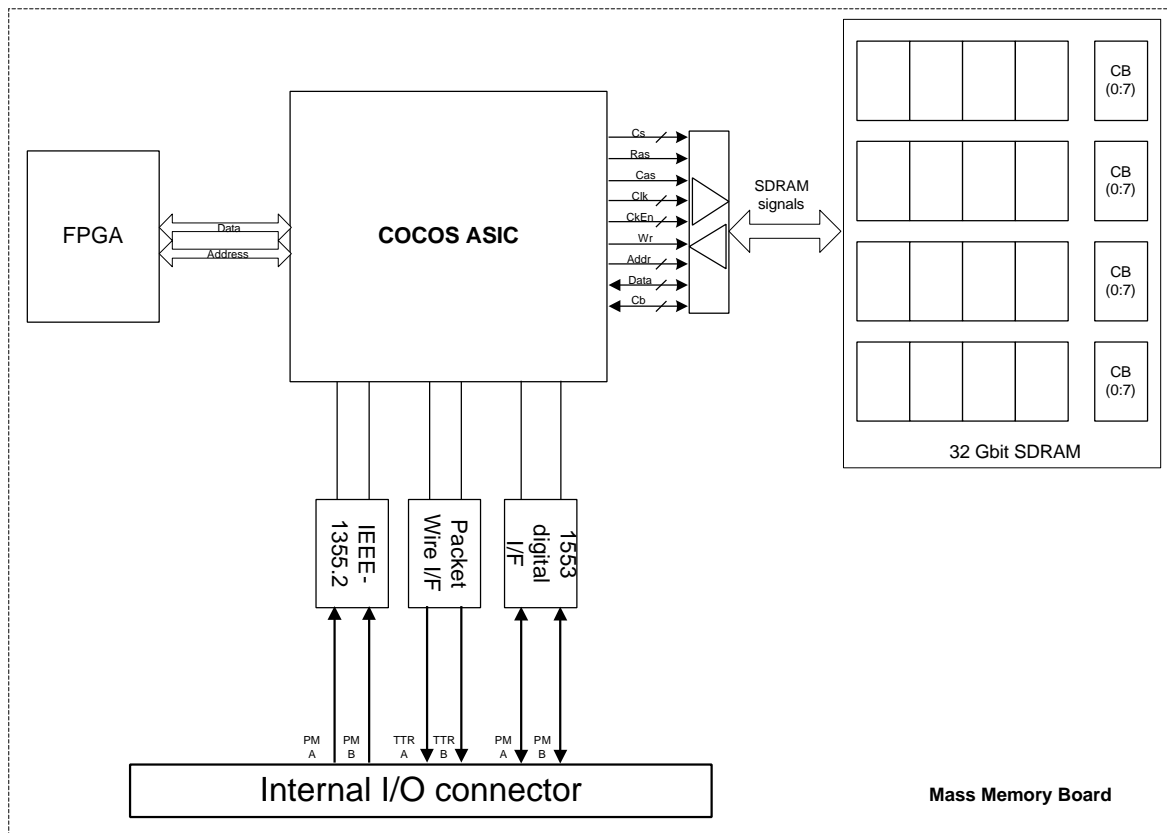 CB
(0:7)
CB
(0:7)
CB
(0:7)
CB
(0:7)
32 Gbit SDRAM
SDRAM
signals
Cs
Ras
Cas
Clk
CkEn
Wr
Addr
Data
Cb
COCOS ASIC
FPGA
Data
Address
IEEE-
1355.2
Packet
Wire I/F
1553
digital
I/F
PM
A
PM
B
TTR
A
TTR
B
PM
A
PM
B
Internal I/O connector
Mass Memory Board